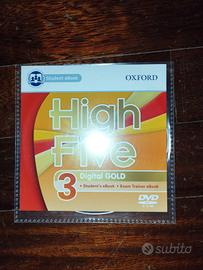 Student eBook
OXFORD
High
Five
3
Digital GOLD
• Student's eBook • Exam Trainer eBook
DVD
subito